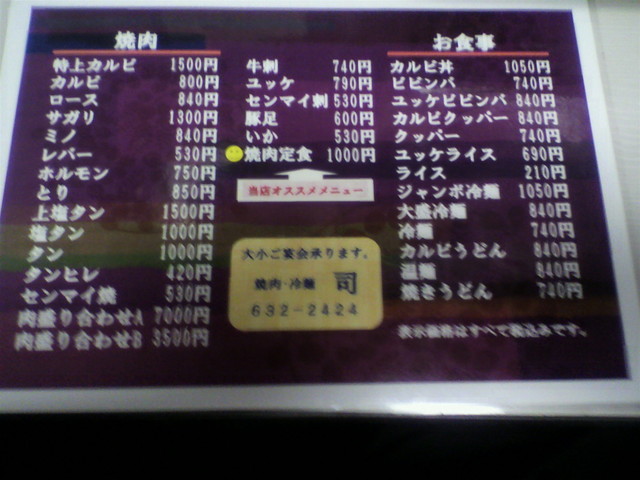 焼肉
特上カルビ 1500円
カルビ 800円
ロース 840円
サガリ 1300円
ミノ 840円
レバー 530円
ホルモン 750円
とり 850円
上塩タン 1500円
塩タン 1000円
タン 1000円
タンヒレ 420円
センマイ焼 530円
肉盛り合わせA 7000円
肉盛り合わせB 3500円
牛刺 740円
ユッケ 790円
センマイ刺 530円
豚足 600円
いか 530円
焼肉定食 1000円
当店オススメメニュー
大小ご宴会承ります。
焼肉・冷麺 司
632-2424
お食事
カルビ丼 1050円
ビビンバ 740円
ユッケビビンバ 840円
カルビクッパー 840円
クッパー 740円
ユッケライス 690円
ライス 210円
ジャンボ冷麺 1050円
大盛冷麺 840円
冷麺 740円
カルビうどん 840円
温麺 840円
焼きうどん 740円
表示価格はすべて税込みです。